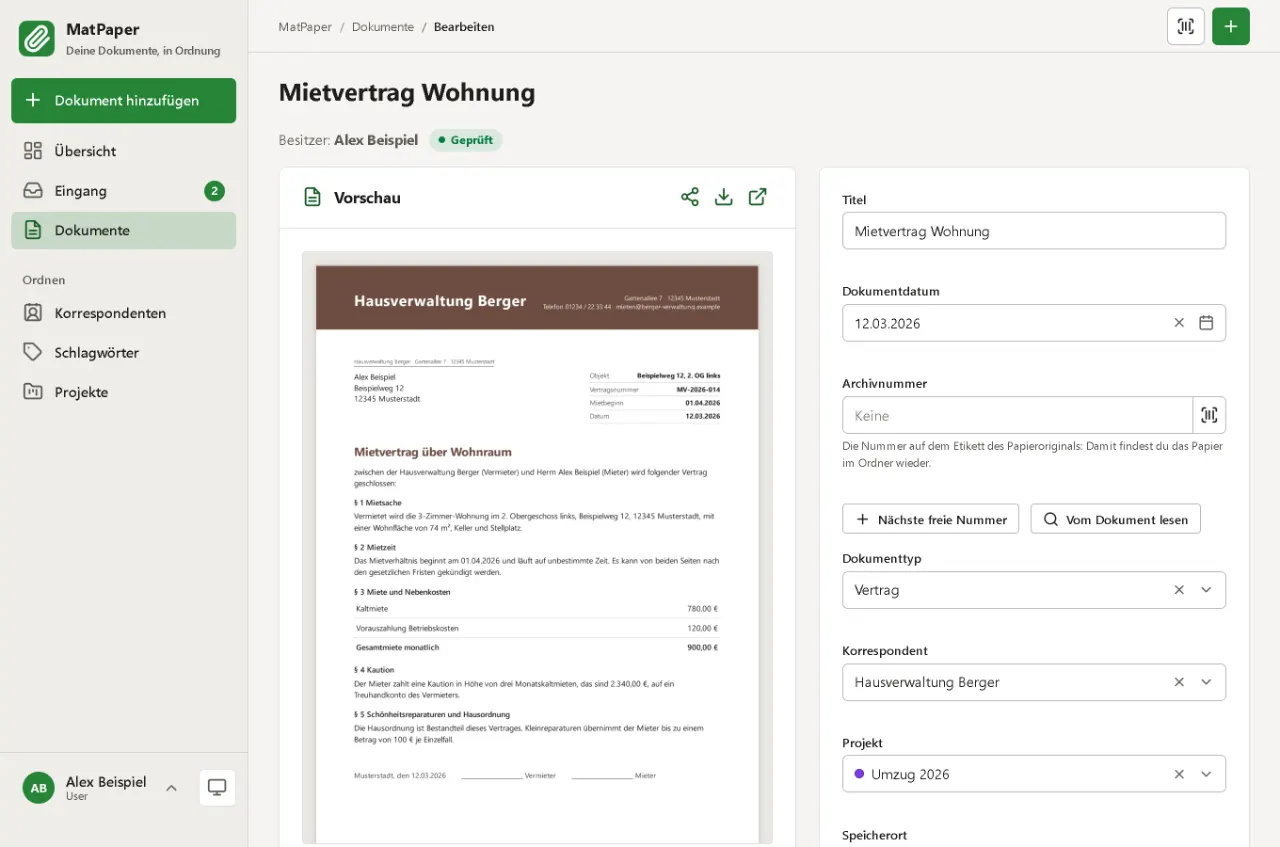 MatPaper
Deine Dokumente, in Ordnung
Dokument hinzufügen
Übersicht
Eingang
2
Dokumente
Ordnen
Korrespondenten
Schlagwörter
Projekte
AB
Alex Beispiel
User
MatPaper / Dokumente / Bearbeiten
Mietvertrag Wohnung
Besitzer: Alex Beispiel
Geprüft
Vorschau
Hausverwaltung Berger
Gartenallee 7 · 12345 Musterstadt
Telefon 01234 / 22 33 44 · mieten@berger-verwaltung.example
Hausverwaltung Berger · Gartenallee 7 · 12345 Musterstadt
Alex Beispiel
Beispielweg 12
12345 Musterstadt
Objekt Beispielweg 12, 2. OG links
Vertragsnummer MV-2026-014
Mietbeginn 01.04.2026
Datum 12.03.2026
Mietvertrag über Wohnraum
zwischen der Hausverwaltung Berger (Vermieter) und Herrn Alex Beispiel (Mieter) wird folgender Vertrag
geschlossen:
§ 1 Mietsache
Vermietet wird die 3-Zimmer-Wohnung im 2. Obergeschoss links, Beispielweg 12, 12345 Musterstadt, mit
einer Wohnfläche von 74 m², Keller und Stellplatz.
§ 2 Mietzeit
Das Mietverhältnis beginnt am 01.04.2026 und läuft auf unbestimmte Zeit. Es kann von beiden Seiten nach
den gesetzlichen Fristen gekündigt werden.
§ 3 Miete und Nebenkosten
Kaltmiete 780,00 €
Vorauszahlung Betriebskosten 120,00 €
Gesamtmiete monatlich 900,00 €
§ 4 Kaution
Der Mieter zahlt eine Kaution in Höhe von drei Monatskaltmieten, das sind 2.340,00 €, auf ein
Treuhandkonto des Vermieters.
§ 5 Schönheitsreparaturen und Hausordnung
Die Hausordnung ist Bestandteil dieses Vertrages. Kleinreparaturen übernimmt der Mieter bis zu einem
Betrag von 100 € je Einzelfall.
Musterstadt, den 12.03.2026 ____________ Vermieter ____________ Mieter
Titel
Mietvertrag Wohnung
Dokumentdatum
12.03.2026
Archivnummer
Keine
Die Nummer auf dem Etikett des Papieroriginals: Damit findest du das Papier
im Ordner wieder.
Nächste freie Nummer
Vom Dokument lesen
Dokumenttyp
Vertrag
Korrespondent
Hausverwaltung Berger
Projekt
Umzug 2026
Speicherort